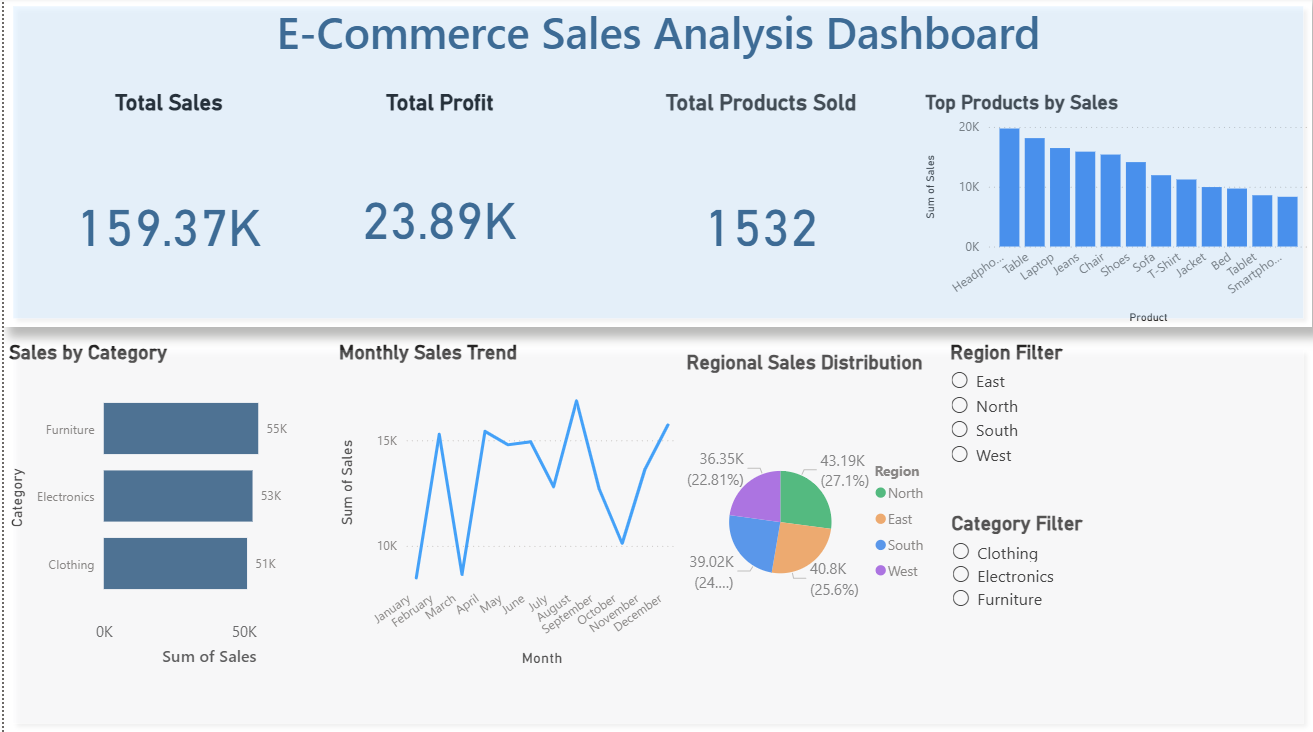 E-Commerce Sales Analysis Dashboard
Total Sales
159.37K
Total Profit
23.89K
Total Products Sold
1532
Top Products by Sales
Sum of Sales
20K
10K
0K
Headpho...
Table
Laptop
Jeans
Chair
Shoes
Sofa
T-Shirt
Jacket
Bed
Tablet
Smartpho...
Product
Sales by Category
Category
Furniture
55K
Electronics
53K
Clothing
51K
0K
50K
Sum of Sales
Monthly Sales Trend
Sum of Sales
15K
10K
January
February
March
April
May
June
July
August
September
October
November
December
Month
Regional Sales Distribution
36.35K
(22.81%)
43.19K
(27.1%)
39.02K
(24....)
40.8K
(25.6%)
Region
North
East
South
West
Region Filter
East
North
South
West
Category Filter
Clothing
Electronics
Furniture